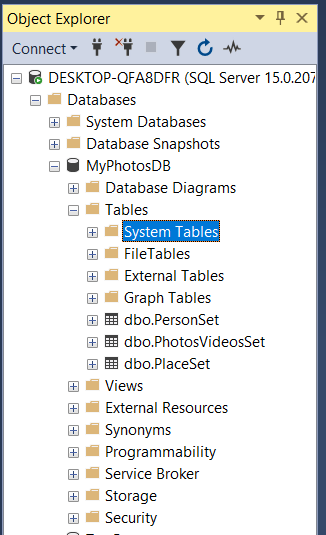 Object Explorer
Connect
DESKTOP-QFA8DFR (SQL Server 15.0.207
Databases
System Databases
Database Snapshots
MyPhotosDB
Database Diagrams
Tables
System Tables
FileTables
External Tables
Graph Tables
dbo.PersonSet
dbo.PhotosVideosSet
dbo.PlaceSet
Views
External Resources
Synonyms
Programmability
Service Broker
Storage
Security